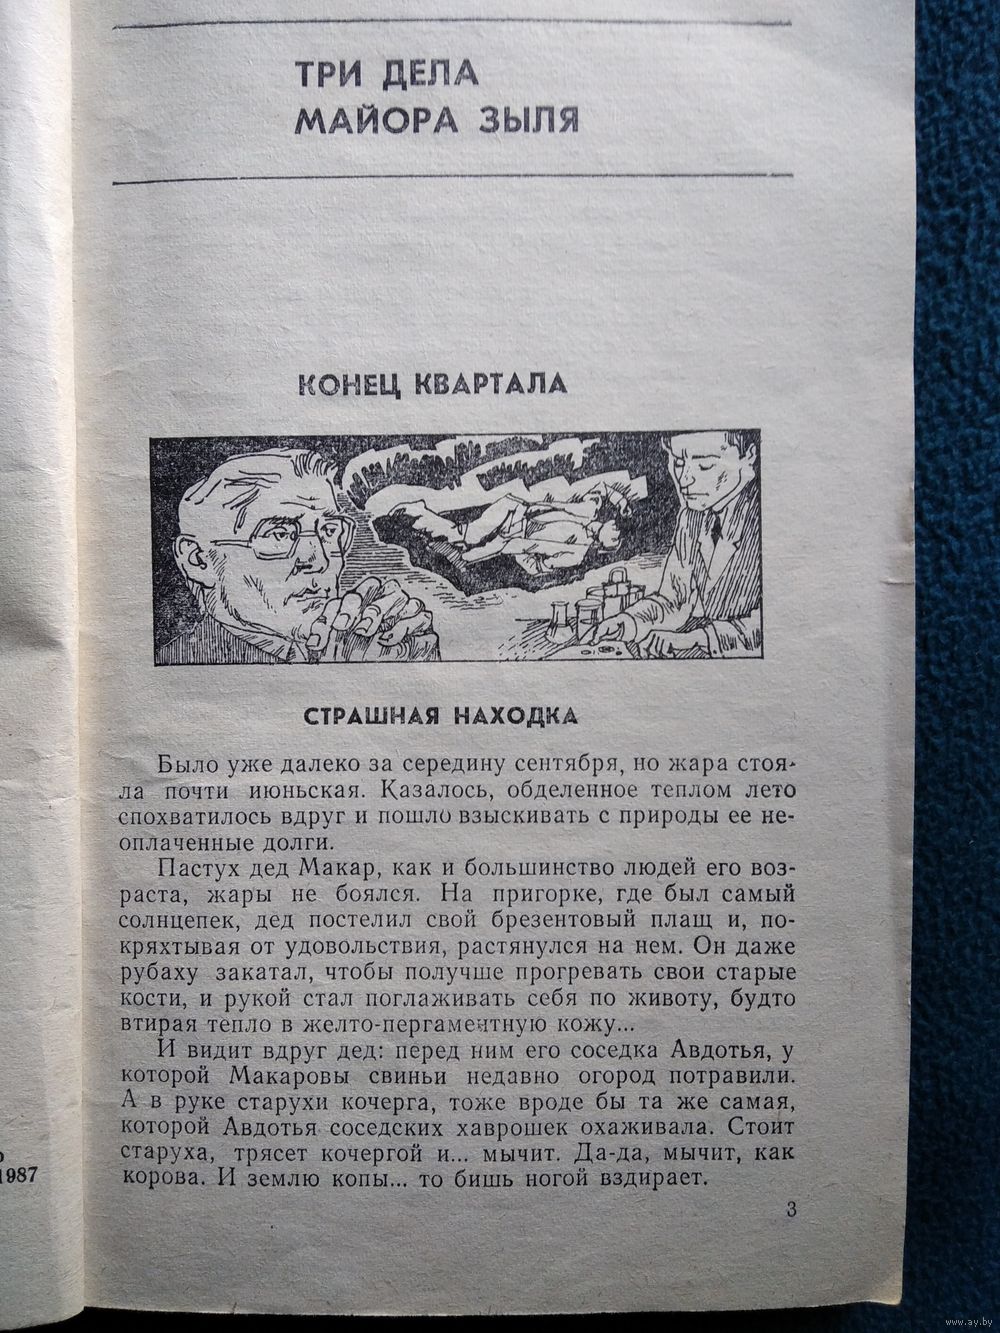 ТРИ ДЕЛА
МАЙОРА ЗЫЛЯ
КОНЕЦ КВАРТАЛА
СТРАШНАЯ НАХОДКА
Было уже далеко за середину сентября, но жара стоя-
ла почти июньская. Казалось, обделенное теплом лето
спохватилось вдруг и пошло взыскивать с природы ее не-
оплаченные долги.
Пастух дед Макар, как и большинство людей его воз-
раста, жары не боялся. На пригорке, где был самый
солнцепек, дед постелил свой брезентовый плащ и, по-
кряхтывая от удовольствия, растянулся на нем. Он даже
рубаху закатал, чтобы получше прогревать свои старые
кости, и рукой стал поглаживать себя по животу, будто
втирая тепло в желто-пергаментную кожу...
И видит вдруг дед: перед ним его соседка Авдотья, у
которой Макаровы свиньи недавно огород потравили.
А в руке старухи кочерга, тоже вроде бы та же самая,
которой Авдотья соседских хаврошек охаживала. Стоит
старуха, трясет кочергой и... мычит. Да-да, мычит, как
корова. И землю копы... то бишь ногой вздирает.
3
1987
www.ay.by